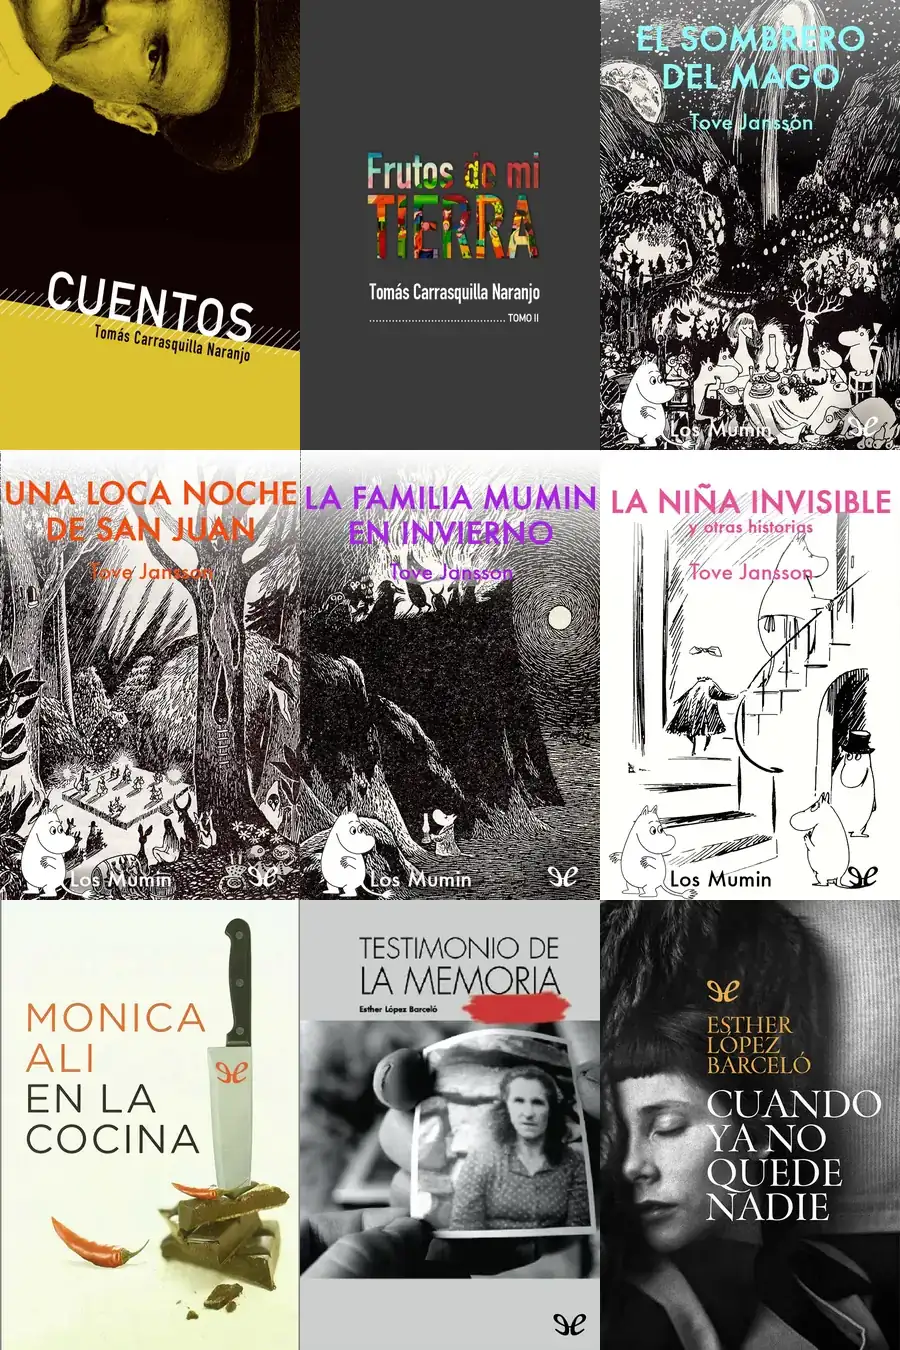 CUENTOS
Tomás Carrasquilla Naranjo
Frutos de mi
TIERRA
Tomás Carrasquilla Naranjo
TOMO II
EL SOMBRERO
DEL MAGO
Tove Jansson
Los Mumin
UNA LOCA NOCHE
DE SAN JUAN
Tove Jansson
Los Mumin
LA FAMILIA MUMIN
EN INVIERNO
Tove Jansson
Los Mumin
LA NIÑA INVISIBLE
y otras historias
Tove Jansson
Los Mumin
MONICA
ALI
EN LA
COCINA
TESTIMONIO DE
LA MEMORIA
Esther López Barceló
ESTHER
LÓPEZ
BARCELÓ
CUANDO
YA NO
QUEDE
NADIE